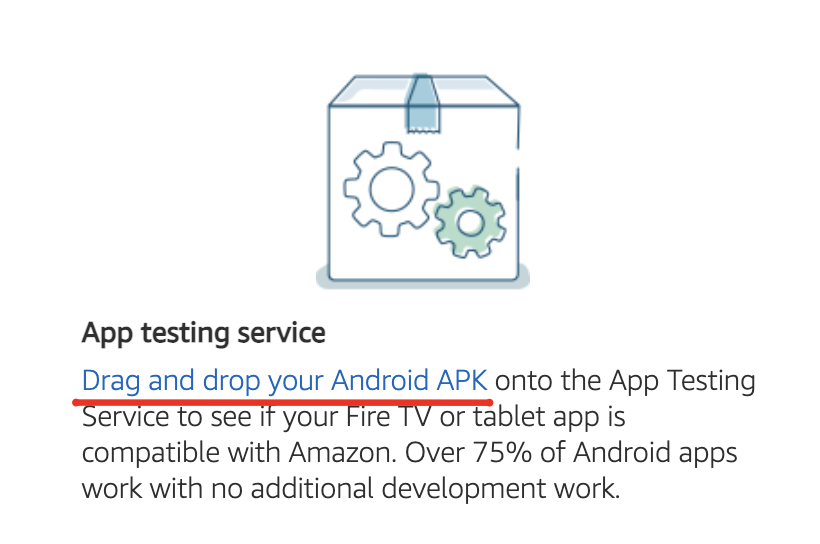 App testing service
Drag and drop your Android APK onto the App Testing
Service to see if your Fire TV or tablet app is
compatible with Amazon. Over 75% of Android apps
work with no additional development work.